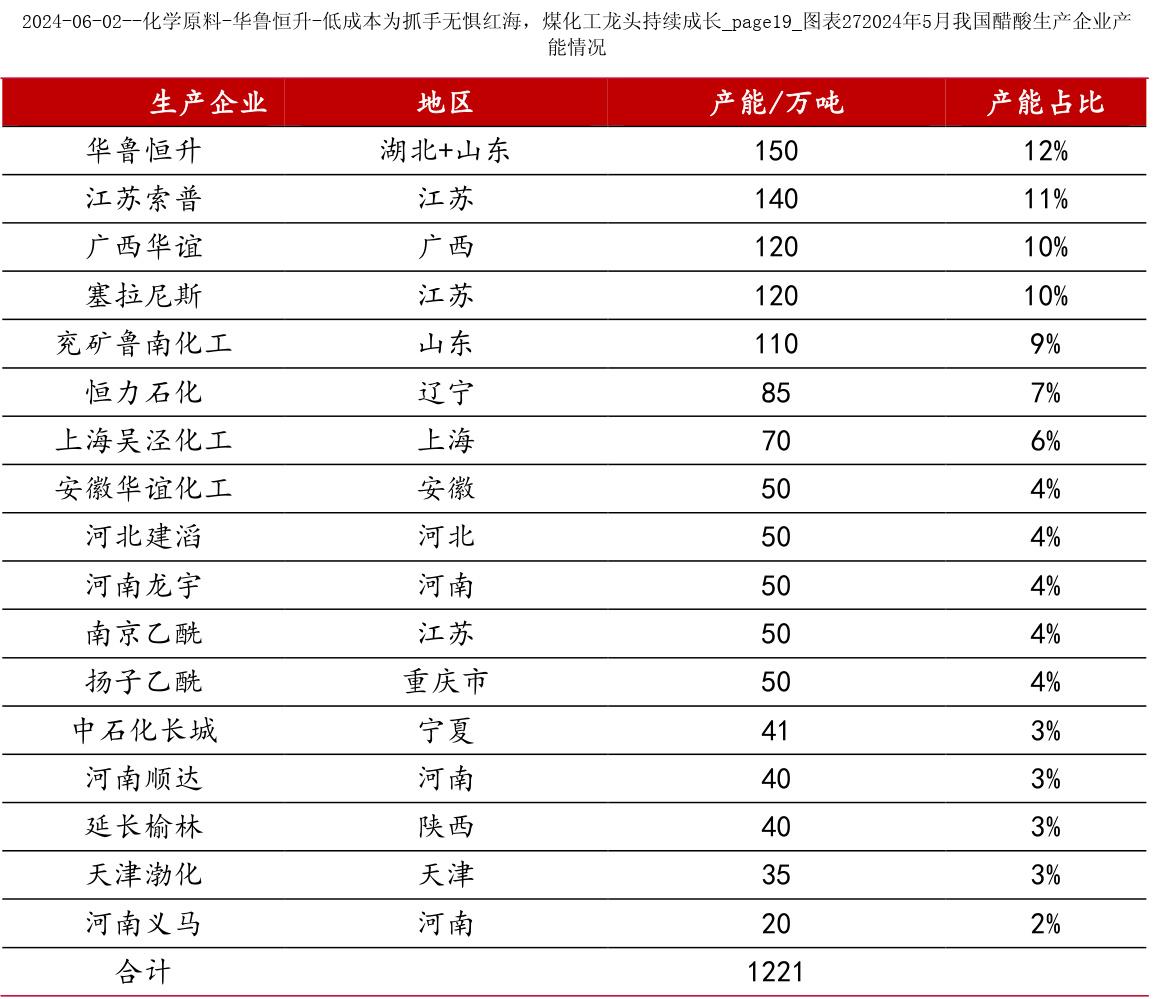 2024-06-02--化学原料-华鲁恒升-低成本为抓手无惧红海，煤化工龙头持续成长_page19_图表272024年5月我国醋酸生产企业产
能情况
生产企业 地区 产能/万吨 产能占比
华鲁恒升 湖北+山东 150 12%
江苏索普 江苏 140 11%
广西华谊 广西 120 10%
塞拉尼斯 江苏 120 10%
兖矿鲁南化工 山东 110 9%
恒力石化 辽宁 85 7%
上海吴泾化工 上海 70 6%
安徽华谊化工 安徽 50 4%
河北建滔 河北 50 4%
河南龙宇 河南 50 4%
南京乙酰 江苏 50 4%
扬子乙酰 重庆市 50 4%
中石化长城 宁夏 41 3%
河南顺达 河南 40 3%
延长榆林 陕西 40 3%
天津渤化 天津 35 3%
河南义马 河南 20 2%
合计 1221